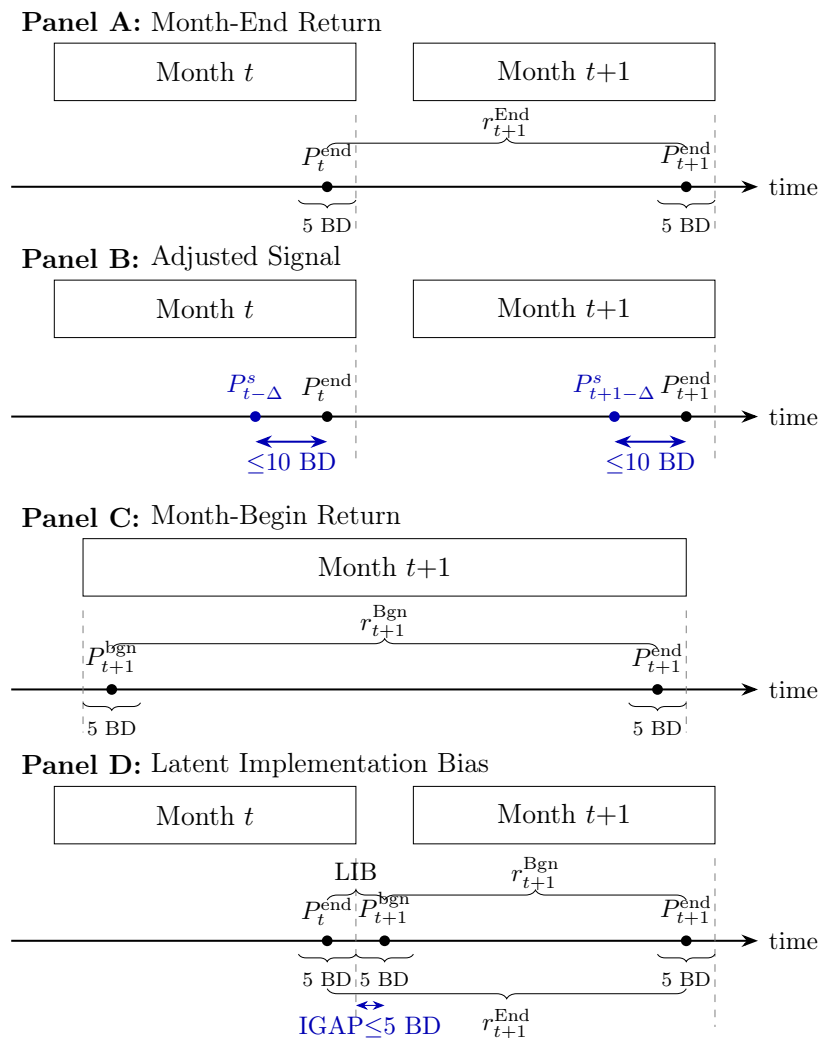 Panel A: Month-End Return
Month t Month t+1
r^End_{t+1}
P^end_t P^end_{t+1}
time
5 BD 5 BD
Panel B: Adjusted Signal
Month t Month t+1
P^s_{t−Δ} P^end_t P^s_{t+1−Δ} P^end_{t+1}
time
≤10 BD ≤10 BD
Panel C: Month-Begin Return
Month t+1
r^Bgn_{t+1}
P^bgn_{t+1} P^end_{t+1}
time
5 BD 5 BD
Panel D: Latent Implementation Bias
Month t Month t+1
LIB r^Bgn_{t+1}
P^end_t P^bgn_{t+1} P^end_{t+1}
time
5 BD 5 BD 5 BD
IGAP≤5 BD r^End_{t+1}